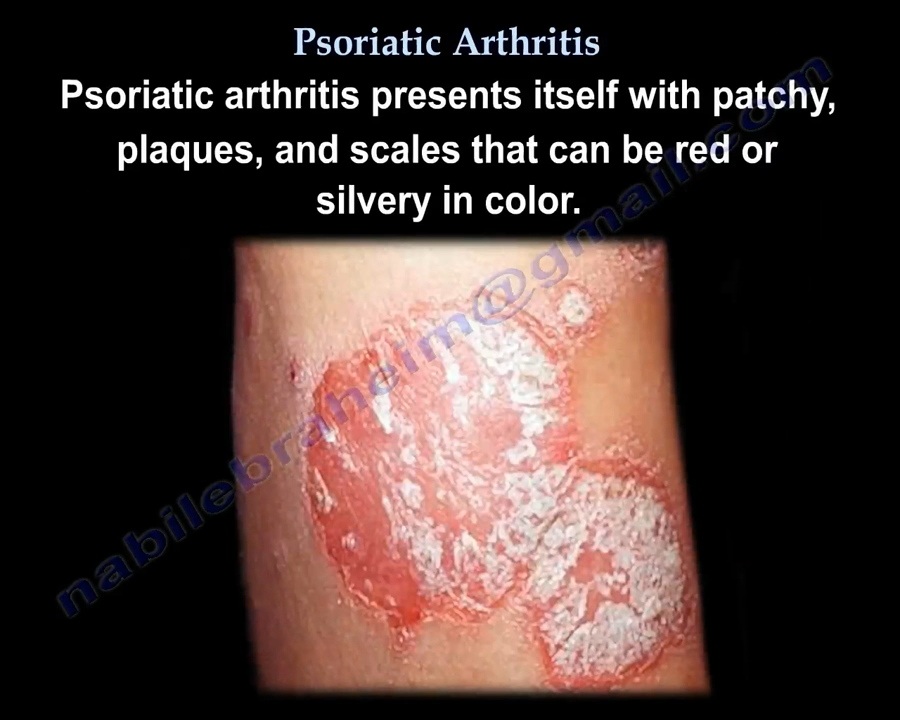 Psoriatic Arthritis
Psoriatic arthritis presents itself with patchy,
plaques, and scales that can be red or
silvery in color.
nabilebraheim@gmail.com